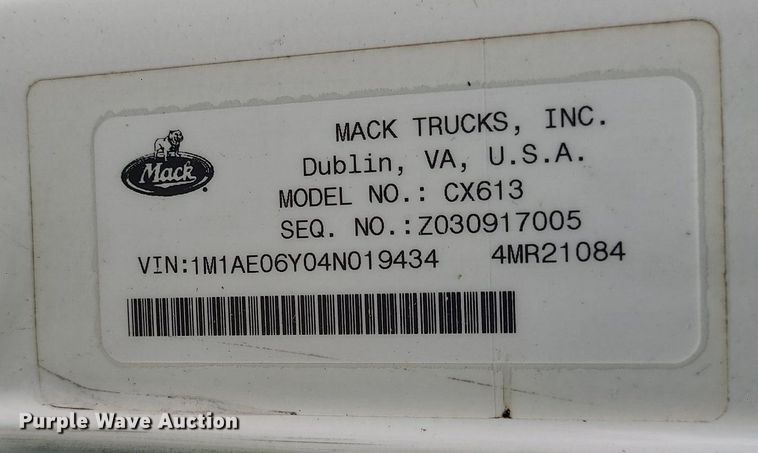 MACK TRUCKS, INC.
Dublin, VA, U.S.A.
Mack
MODEL NO.: CX613
SEQ. NO.:Z030917005
VIN:1M1AE06Y04N019434 4MR21084
Purple Wave Auction